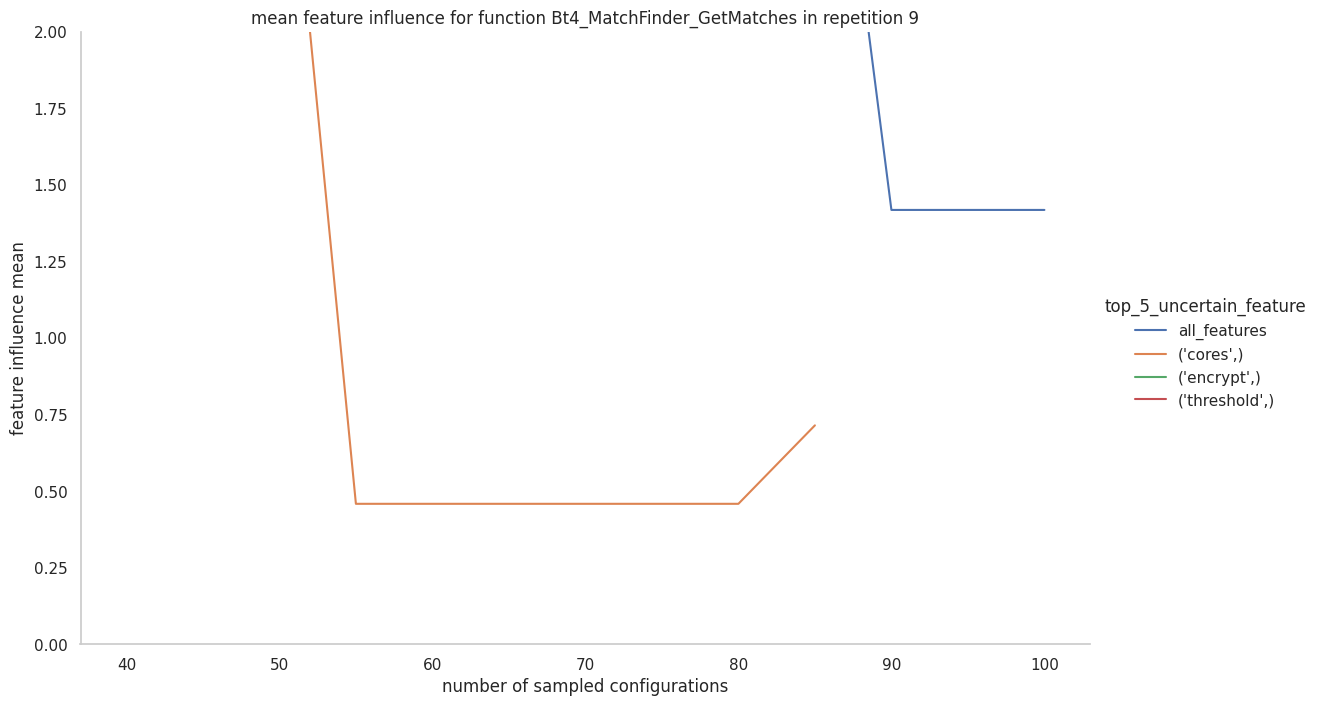 mean feature influence for function Bt4_MatchFinder_GetMatches in repetition 9
2.00
1.75
1.50
1.25
1.00
0.75
0.50
0.25
0.00
feature influence mean
40 50 60 70 80 90 100
number of sampled configurations
top_5_uncertain_feature
all_features
('cores',)
('encrypt',)
('threshold',)